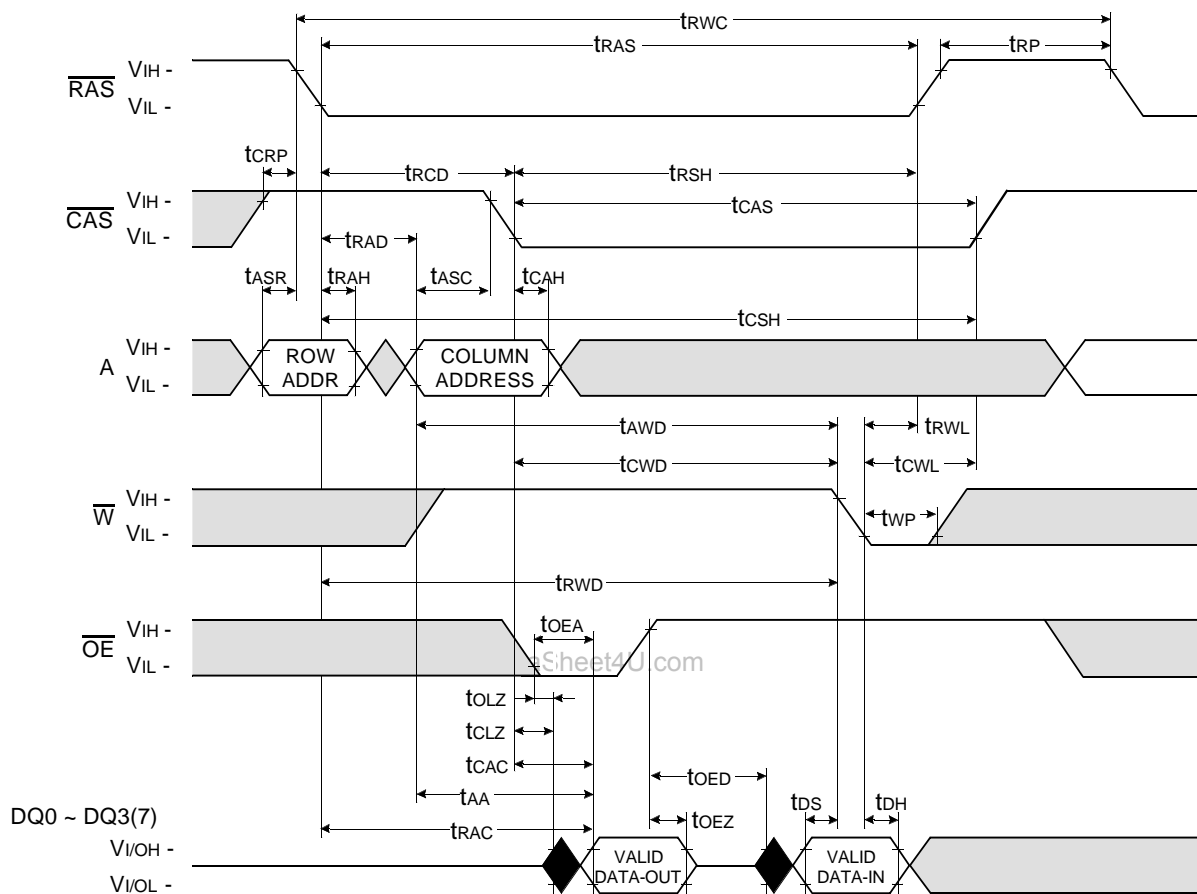 tRWC
tRAS
tRP
VIH -
RAS
VIL -
tCRP
tRCD
tRSH
VIH -
CAS
VIL -
tCAS
tRAD
tASR
tRAH
tASC
tCAH
tCSH
VIH -
A
VIL -
ROW
ADDR
COLUMN
ADDRESS
tAWD
tRWL
tCWD
tCWL
VIH -
W
VIL -
tWP
tRWD
VIH -
OE
VIL -
tOEA
aSheet4U.com
tOLZ
tCLZ
tCAC
tOED
tAA
tDS
tDH
DQ0 ~ DQ3(7)
tRAC
tOEZ
VI/OH -
VI/OL -
VALID
DATA-OUT
VALID
DATA-IN